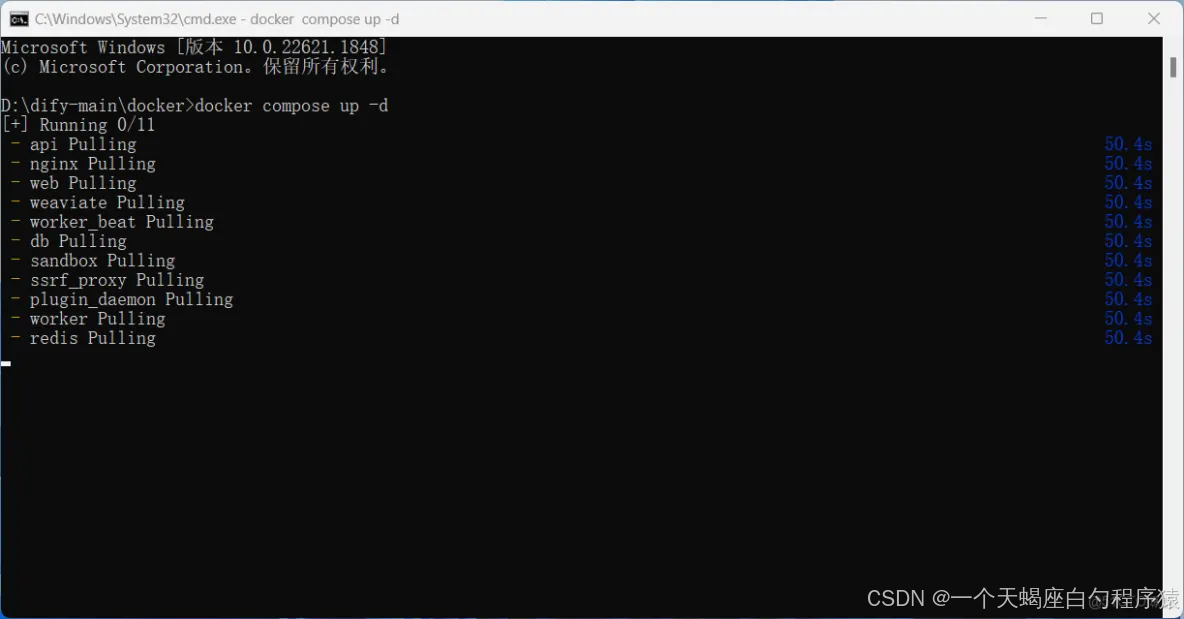 C:\Windows\System32\cmd.exe - docker  compose up -d
Microsoft Windows [版本 10.0.22621.1848]
(c) Microsoft Corporation。保留所有权利。
D:\dify-main\docker>docker compose up -d
[+] Running 0/11
- api Pulling 50.4s
- nginx Pulling 50.4s
- web Pulling 50.4s
- weaviate Pulling 50.4s
- worker_beat Pulling 50.4s
- db Pulling 50.4s
- sandbox Pulling 50.4s
- ssrf_proxy Pulling 50.4s
- plugin_daemon Pulling 50.4s
- worker Pulling 50.4s
- redis Pulling 50.4s
CSDN @一个天蝎座白勺程序猿